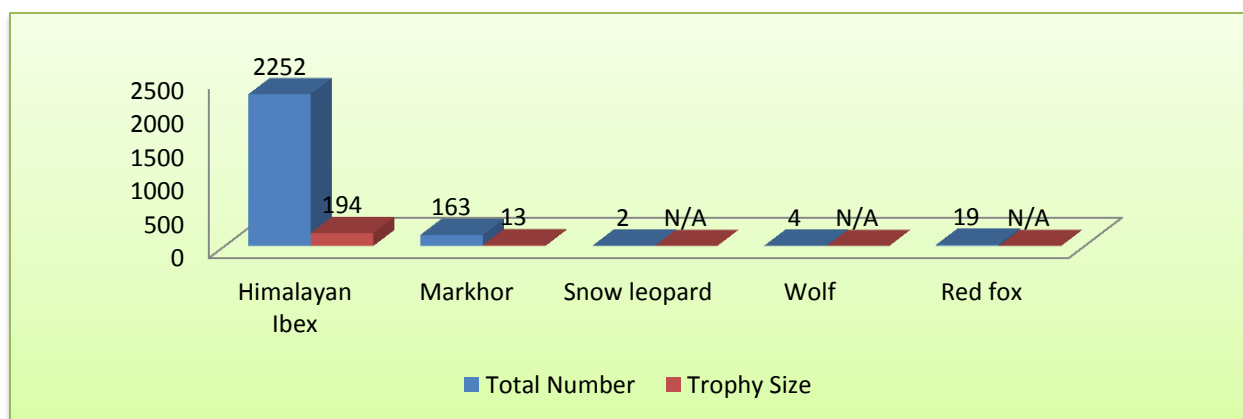 2252
2500
2000
1500
1000
500
0
194 163 13 2 N/A 4 N/A 19 N/A
Himalayan Markhor Snow leopard Wolf Red fox
Ibex
Total Number Trophy Size